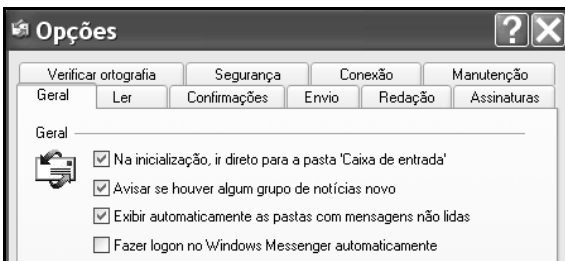 Opções
Verificar ortografia Segurança Conexão Manutenção
Geral Ler Confirmações Envio Redação Assinaturas
Geral
Na inicialização, ir direto para a pasta 'Caixa de entrada'
Avisar se houver algum grupo de notícias novo
Exibir automaticamente as pastas com mensagens não lidas
Fazer logon no Windows Messenger automaticamente